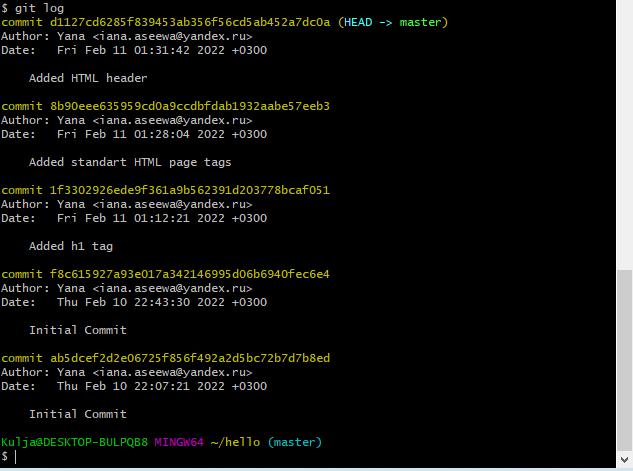 $ git log
commit d1127cd6285f839453ab356f56cd5ab452a7dc0a (HEAD -> master)
Author: Yana <iana.aseewa@yandex.ru>
Date:   Fri Feb 11 01:31:42 2022 +0300
    Added HTML header
commit 8b90eee635959cd0a9ccdbfdab1932aabe57eeb3
Author: Yana <iana.aseewa@yandex.ru>
Date:   Fri Feb 11 01:28:04 2022 +0300
    Added standart HTML page tags
commit 1f3302926ede9f361a9b562391d203778bcaf051
Author: Yana <iana.aseewa@yandex.ru>
Date:   Fri Feb 11 01:12:21 2022 +0300
    Added h1 tag
commit f8c615927a93e017a342146995d06b6940fec6e4
Author: Yana <iana.aseewa@yandex.ru>
Date:   Thu Feb 10 22:43:30 2022 +0300
    Initial Commit
commit ab5dcef2d2e06725f856f492a2d5bc72b7d7b8ed
Author: Yana <iana.aseewa@yandex.ru>
Date:   Thu Feb 10 22:07:21 2022 +0300
    Initial Commit
Kulja@DESKTOP-BULPQB8 MINGW64 ~/hello (master)
$